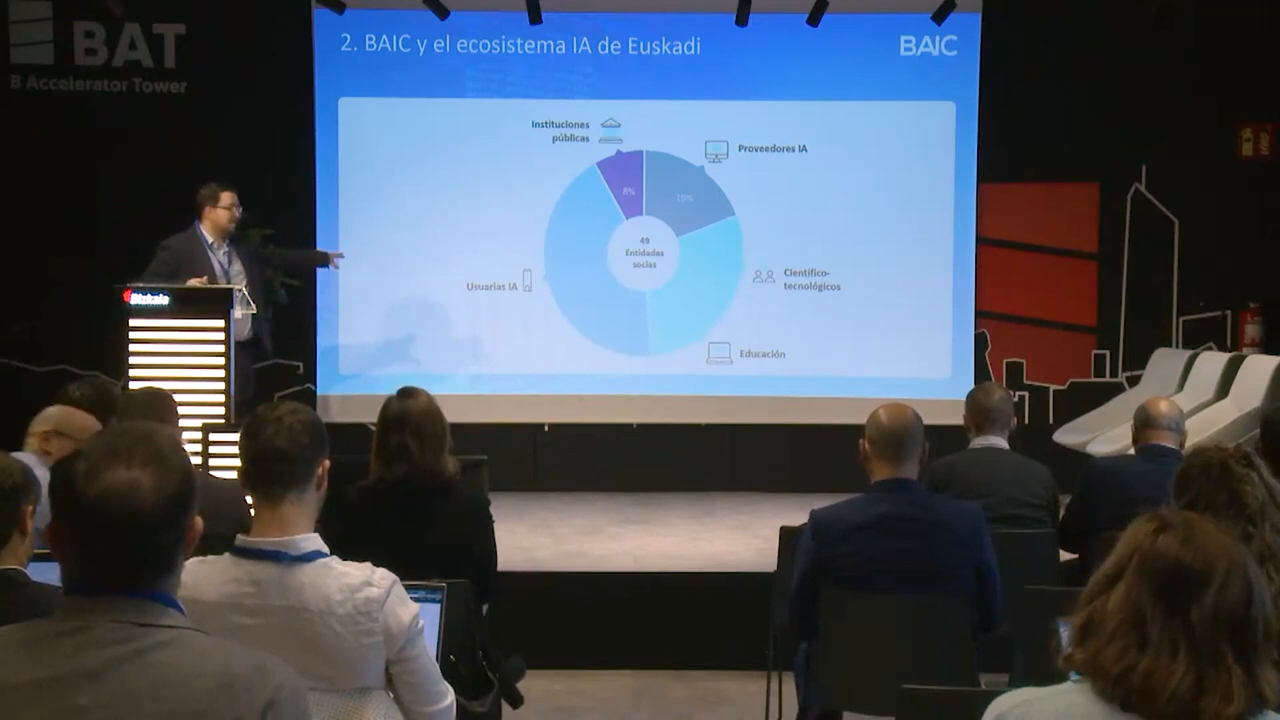 BAT
B Accelerator Tower
2. BAIC y el ecosistema IA de Euskadi
BAIC
Instituciones
públicas
Proveedores IA
8%
19%
49
Entidades
socias
Usuarias IA
Científico-
tecnológicos
Educación
Bizkaia